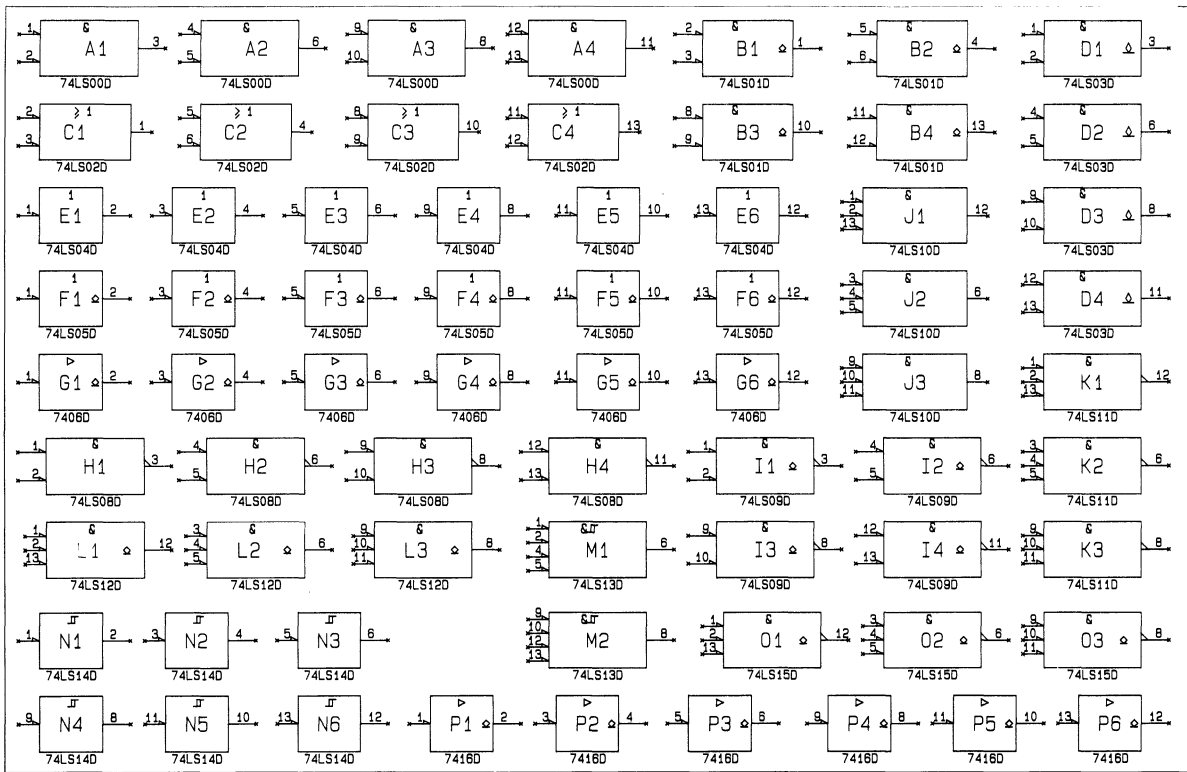 1 2 & A1 3 4 5 & A2 6 9 10 & A3 8 12 13 & A4 11 2 3 & B1 1 5 6 & B2 4 1 2 & D1 3
74LS00D 74LS00D 74LS00D 74LS00D 74LS01D 74LS01D 74LS03D
2 3 ≥ 1 C1 1 5 6 ≥ 1 C2 4 8 9 ≥ 1 C3 10 11 12 ≥ 1 C4 13 8 9 & B3 10 11 12 & B4 13 4 5 & D2 6
74LS02D 74LS02D 74LS02D 74LS02D 74LS01D 74LS01D 74LS03D
1 1 E1 2 3 1 E2 4 5 1 E3 6 9 1 E4 8 11 1 E5 10 13 1 E6 12 1 2 13 & J1 12 9 10 & D3 8
74LS04D 74LS04D 74LS04D 74LS04D 74LS04D 74LS04D 74LS10D 74LS03D
1 1 F1 2 3 1 F2 4 5 1 F3 6 9 1 F4 8 11 1 F5 10 13 1 F6 12 3 4 5 & J2 6 12 13 & D4 11
74LS05D 74LS05D 74LS05D 74LS05D 74LS05D 74LS05D 74LS10D 74LS03D
1 G1 2 3 G2 4 5 G3 6 9 G4 8 11 G5 10 13 G6 12 9 10 11 & J3 8 1 2 13 & K1 12
7406D 7406D 7406D 7406D 7406D 7406D 74LS10D 74LS11D
1 2 & H1 3 4 5 & H2 6 9 10 & H3 8 12 13 & H4 11 1 2 & I1 3 4 5 & I2 6 3 4 5 & K2 6
74LS08D 74LS08D 74LS08D 74LS08D 74LS09D 74LS09D 74LS11D
1 2 13 & L1 12 3 4 5 & L2 6 9 10 11 & L3 8 1 2 4 5 & M1 6 9 10 & I3 8 12 13 & I4 11 9 10 11 & K3 8
74LS12D 74LS12D 74LS12D 74LS13D 74LS09D 74LS09D 74LS11D
1 N1 2 3 N2 4 5 N3 6 9 10 12 13 & M2 8 1 2 13 & O1 12 3 4 5 & O2 6 9 10 11 & O3 8
74LS14D 74LS14D 74LS14D 74LS13D 74LS15D 74LS15D 74LS15D
9 N4 8 11 N5 10 13 N6 12 1 P1 2 3 P2 4 5 P3 6 9 P4 8 11 P5 10 13 P6 12
74LS14D 74LS14D 74LS14D 7416D 7416D 7416D 7416D 7416D 7416D